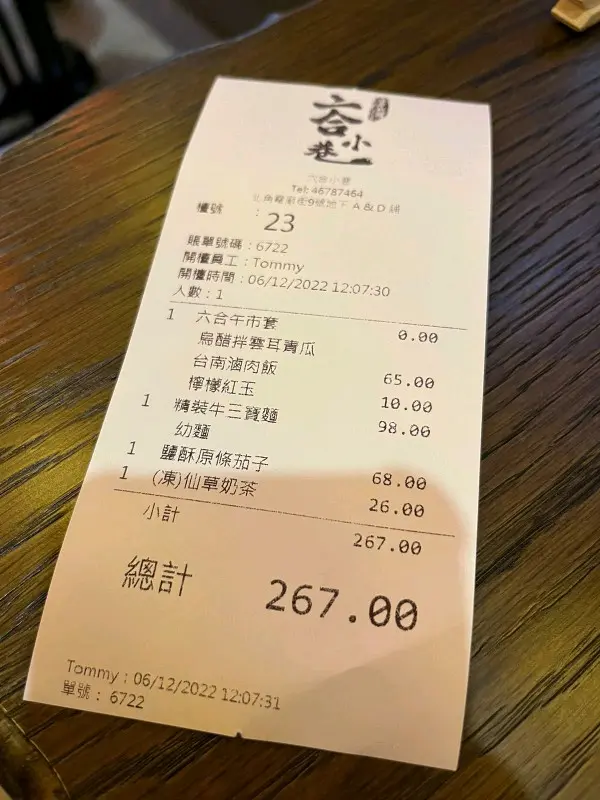 六合
小巷
六合小巷
Tel: 46787464
北角電氣街9號地下 A & D 鋪
檯號 : 23
賬單號碼 : 6722
開檯員工 : Tommy
開檯時間 : 06/12/2022 12:07:30
人數 : 1
1 六合午市套 0.00
烏醋拌雲耳青瓜
台南滷肉飯 65.00
檸檬紅玉 10.00
1 精裝牛三寶麵 98.00
幼麵
1 鹽酥原條茄子 68.00
1 (凍)仙草奶茶 26.00
小計 267.00
總計 267.00
Tommy : 06/12/2022 12:07:31
單號 : 6722